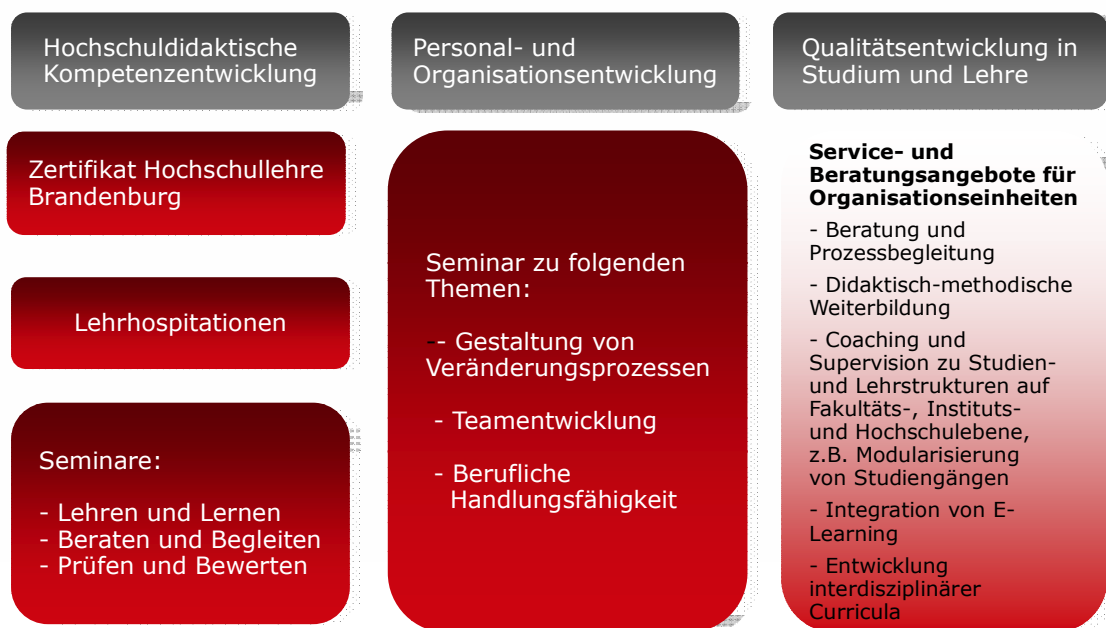 Hochschuldidaktische
Kompetenzentwicklung
Zertifikat Hochschullehre
Brandenburg
Lehrhospitationen
Seminare:
- Lehren und Lernen
- Beraten und Begleiten
- Prüfen und Bewerten
Personal- und
Organisationsentwicklung
Seminar zu folgenden
Themen:
-- Gestaltung von
Veränderungsprozessen
- Teamentwicklung
- Berufliche
Handlungsfähigkeit
Qualitätsentwicklung in
Studium und Lehre
Service- und
Beratungsangebote für
Organisationseinheiten
- Beratung und
Prozessbegleitung
- Didaktisch-methodische
Weiterbildung
- Coaching und
Supervision zu Studien-
und Lehrstrukturen auf
Fakultäts-, Instituts-
und Hochschulebene,
z.B. Modularisierung
von Studiengängen
- Integration von E-
Learning
- Entwicklung
interdisziplinärer
Curricula